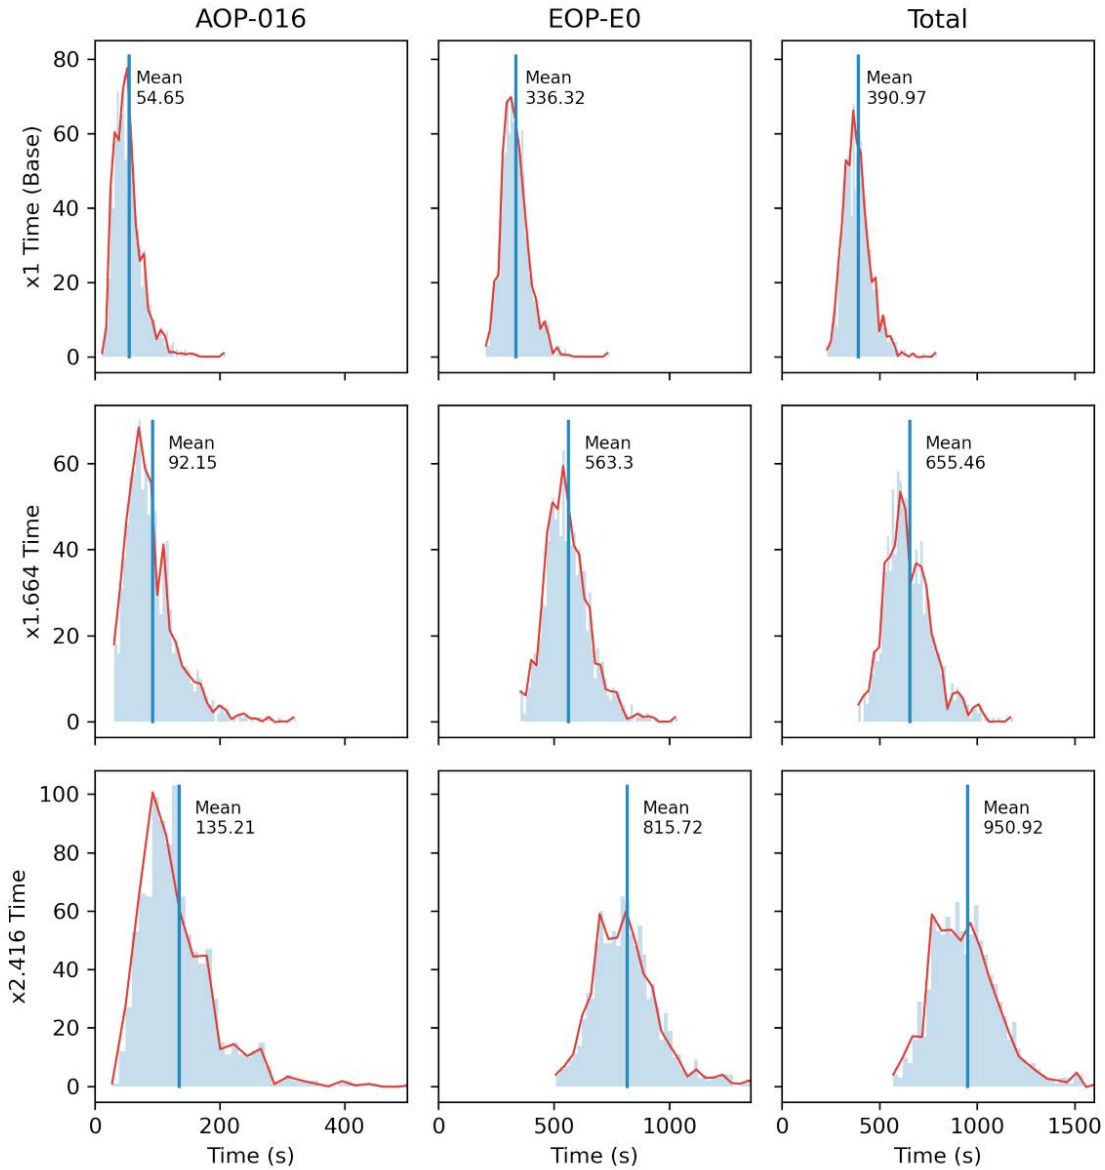 AOP-016
EOP-E0
Total
x1 Time (Base)
80
60
40
20
0
Mean
54.65
Mean
336.32
Mean
390.97
x1.664 Time
60
40
20
0
Mean
92.15
Mean
563.3
Mean
655.46
x2.416 Time
100
80
60
40
20
0
Mean
135.21
Mean
815.72
Mean
950.92
0 200 400
Time (s)
0 500 1000
Time (s)
0 500 1000 1500
Time (s)